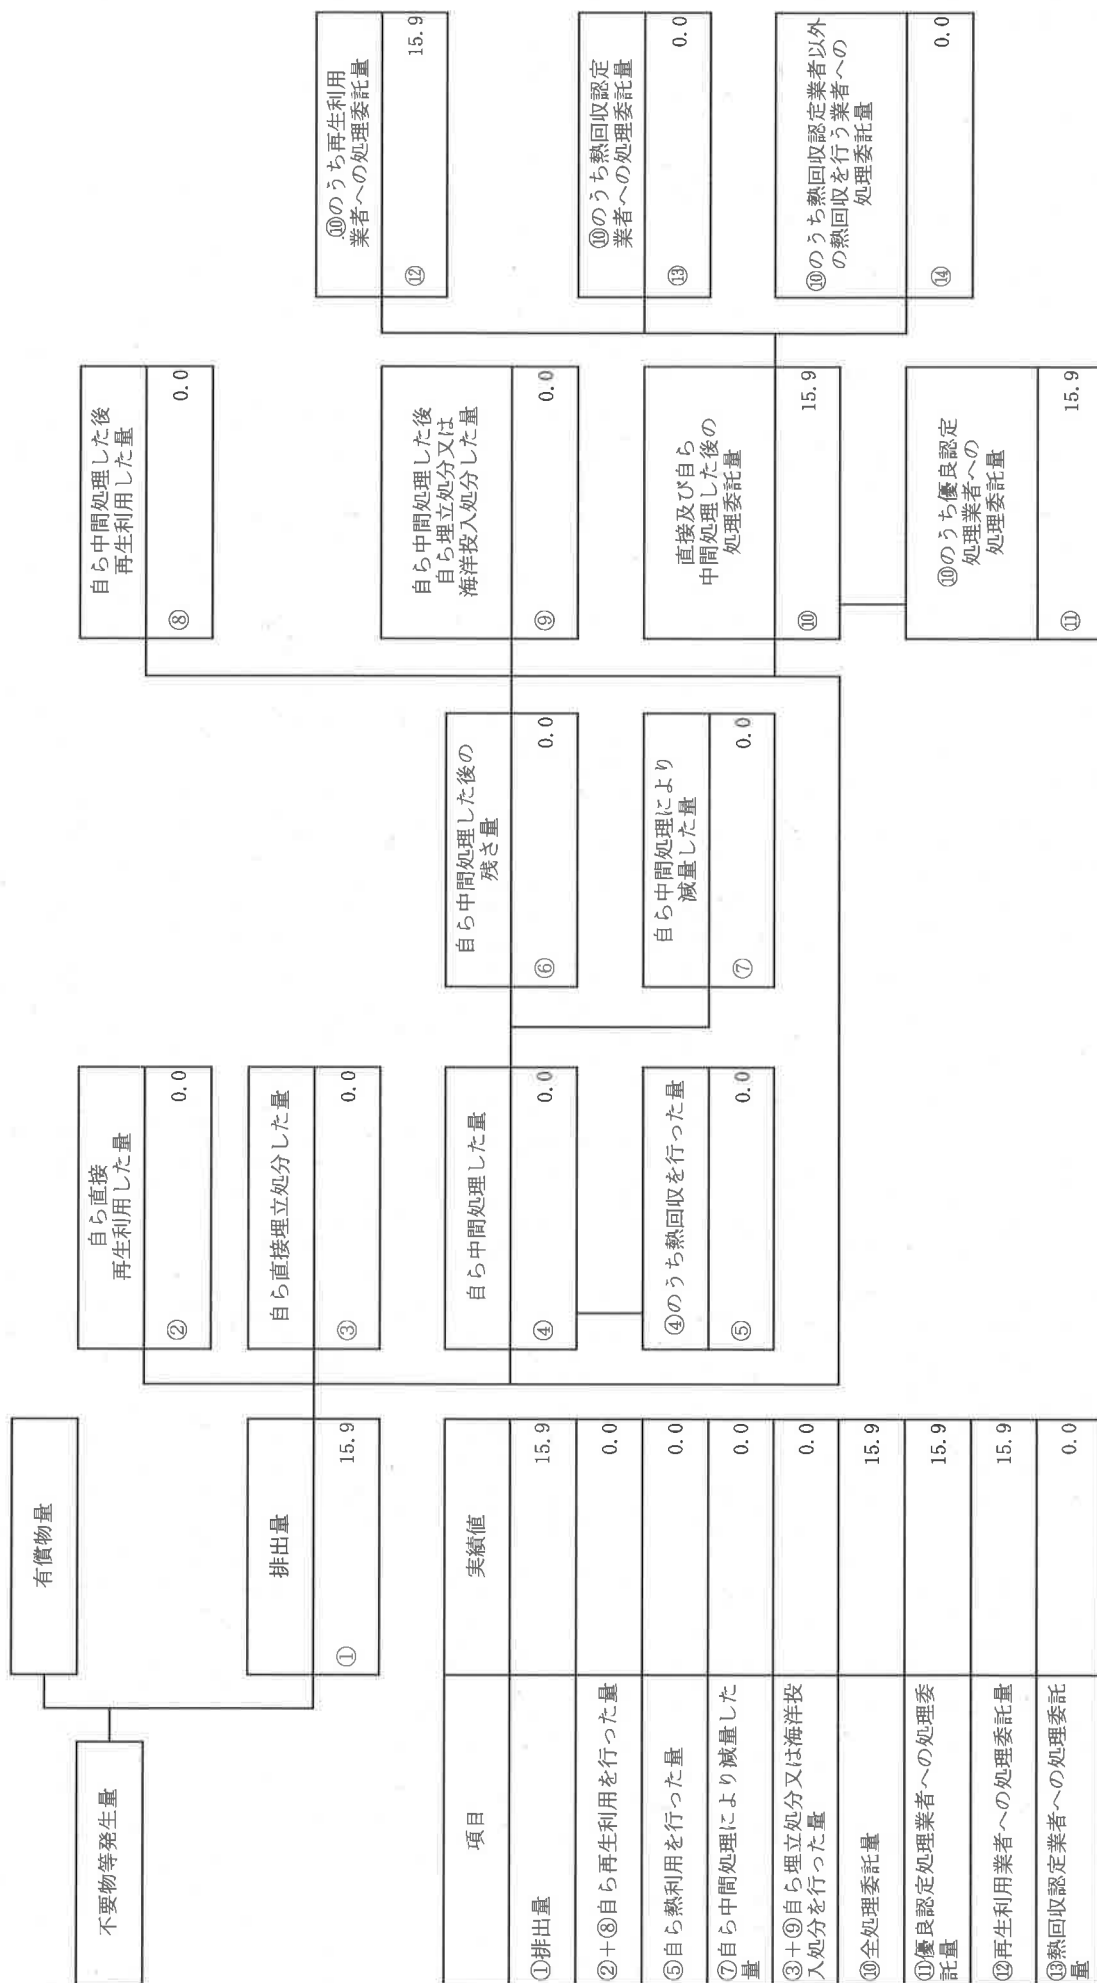 不要物等発生量
有償物量
排出量
① 15.9
自ら直接
再生利用した量
② 0.0
自ら直接埋立処分した量
③ 0.0
自ら中間処理した量
④ 0.0
④のうち熱回収を行った量
⑤ 0.0
自ら中間処理した後の
残さ量
⑥ 0.0
自ら中間処理により
減量した量
⑦ 0.0
自ら中間処理した後
再生利用した量
⑧ 0.0
自ら中間処理した後
自ら埋立処分又は
海洋投入処分した量
⑨ 0.0
直接及び自ら
中間処理した後の
処理委託量
⑩ 15.9
⑩のうち優良認定
処理業者への
処理委託量
⑪ 15.9
⑩のうち再生利用
業者への処理委託量
⑫ 15.9
⑩のうち熱回収認定
業者への処理委託量
⑬ 0.0
⑩のうち熱回収認定業者以外
の熱回収を行う業者への
処理委託量
⑭ 0.0
項目 実績値
①排出量 15.9
②+⑧自ら再生利用を行った量 0.0
⑤自ら熱利用を行った量 0.0
⑦自ら中間処理により減量した
量 0.0
③+⑨自ら埋立処分又は海洋投
入処分を行った量 0.0
⑩全処理委託量 15.9
⑪優良認定処理業者への処理委
託量 15.9
⑫再生利用業者への処理委託量 15.9
⑬熱回収認定業者への処理委託
量 0.0